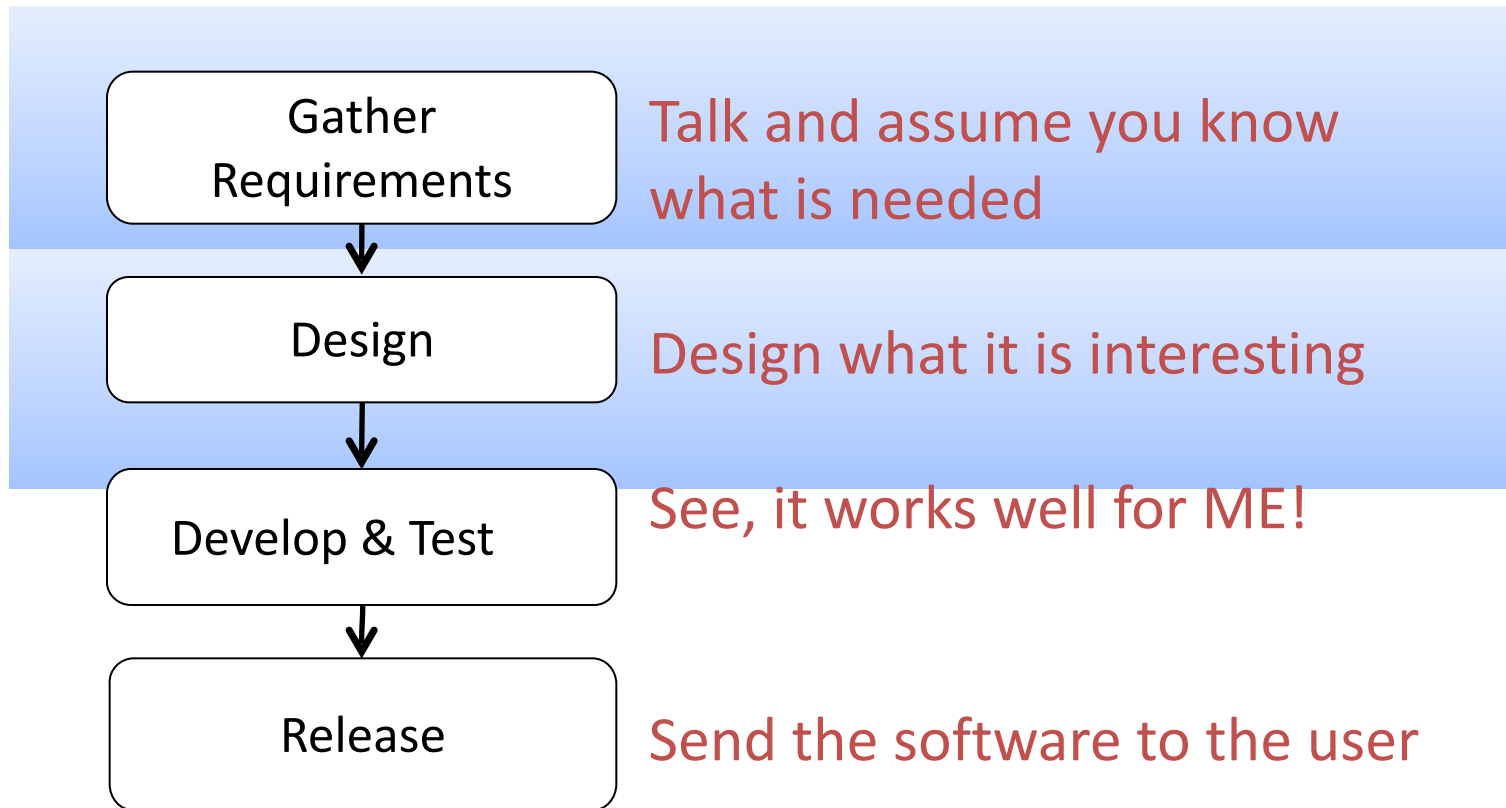 Gather
Requirements
Talk and assume you know
what is needed
Design
Design what it is interesting
Develop & Test
See, it works well for ME!
Release
Send the software to the user